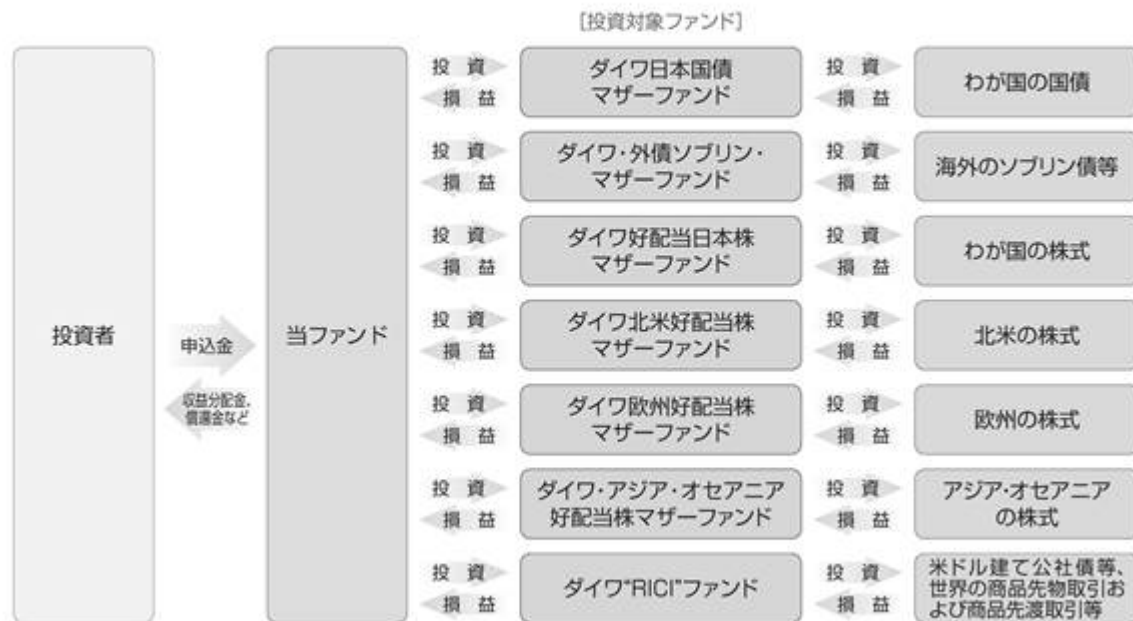 [投資対象ファンド]
投資者
申込金
収益分配金、
償還金など
当ファンド
投 資
損 益
ダイワ日本国債
マザーファンド
投 資
損 益
わが国の国債
投 資
損 益
ダイワ・外債ソブリン・
マザーファンド
投 資
損 益
海外のソブリン債等
投 資
損 益
ダイワ好配当日本株
マザーファンド
投 資
損 益
わが国の株式
投 資
損 益
ダイワ北米好配当株
マザーファンド
投 資
損 益
北米の株式
投 資
損 益
ダイワ欧州好配当株
マザーファンド
投 資
損 益
欧州の株式
投 資
損 益
ダイワ・アジア・オセアニア
好配当株マザーファンド
投 資
損 益
アジア・オセアニア
の株式
投 資
損 益
ダイワ“RICI”ファンド
投 資
損 益
米ドル建て公社債等、
世界の商品先物取引お
よび商品先渡取引等